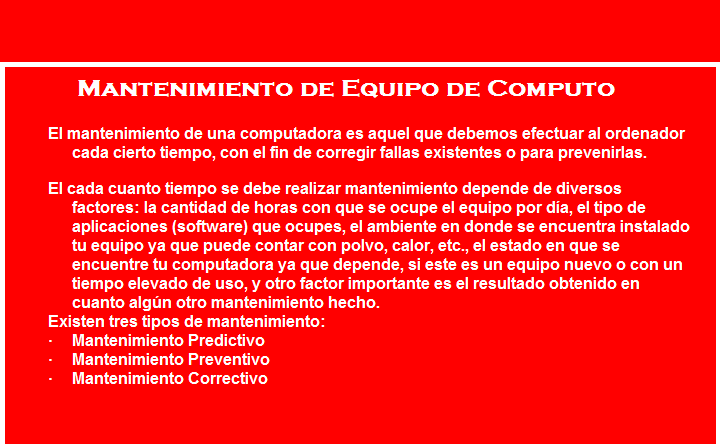 Mantenimiento de Equipo de Computo
El mantenimiento de una computadora es aquel que debemos efectuar al ordenador
cada cierto tiempo, con el fin de corregir fallas existentes o para prevenirlas.
El cada cuanto tiempo se debe realizar mantenimiento depende de diversos
factores: la cantidad de horas con que se ocupe el equipo por día, el tipo de
aplicaciones (software) que ocupes, el ambiente en donde se encuentra instalado
tu equipo ya que puede contar con polvo, calor, etc., el estado en que se
encuentre tu computadora ya que depende, si este es un equipo nuevo o con un
tiempo elevado de uso, y otro factor importante es el resultado obtenido en
cuanto algún otro mantenimiento hecho.
Existen tres tipos de mantenimiento:
· Mantenimiento Predictivo
· Mantenimiento Preventivo
· Mantenimiento Correctivo